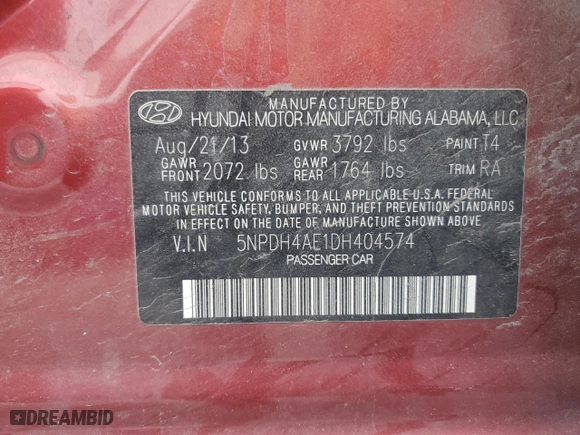 MANUFACTURED BY
HYUNDAI MOTOR MANUFACTURING ALABAMA, LLC
Aug/21/13 GVWR 3792 lbs PAINT T4
GAWR FRONT 2072 lbs GAWR REAR 1764 lbs TRIM RA
THIS VEHICLE CONFORMS TO ALL APPLICABLE U.S.A. FEDERAL
MOTOR VEHICLE SAFETY, BUMPER, AND THEFT PREVENTION STANDARDS
IN EFFECT ON THE DATE OF MANUFACTURE SHOWN ABOVE.
V.I.N 5NPDH4AE1DH404574
PASSENGER CAR
DREAMBID